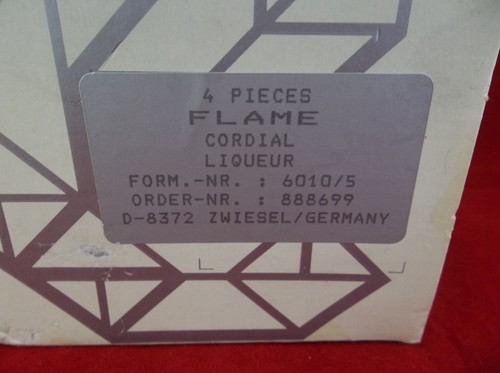 4 PIECES
FLAME
CORDIAL
LIQUEUR
FORM.-NR. : 6010/5
ORDER-NR. : 888699
D-8372 ZWIESEL/GERMANY